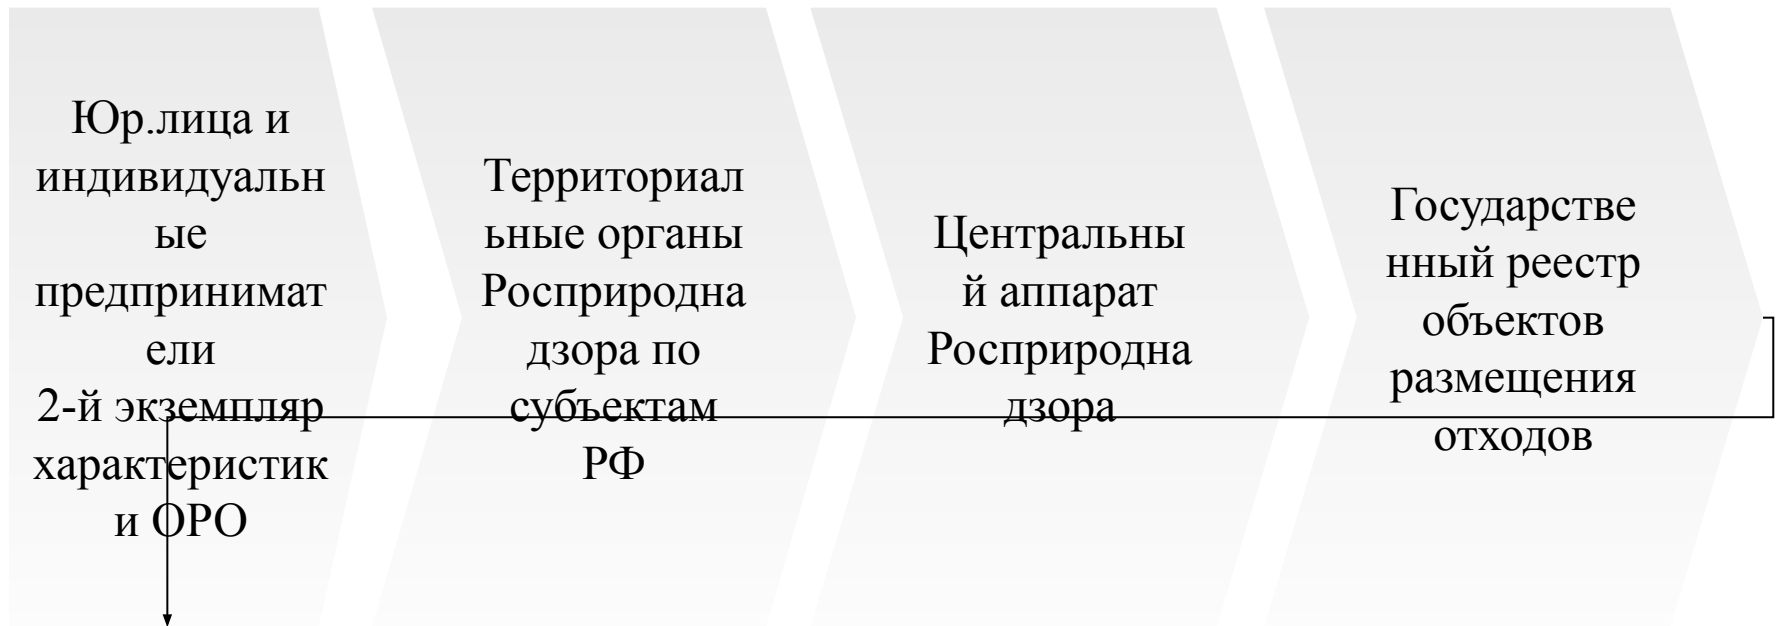 Юр.лица и
индивидуальн
ые
предпринимат
ели
2-й экземпляр
характеристик
и ОРО
Территориал
ьные органы
Росприродна
дзора по
субъектам
РФ
Центральны
й аппарат
Росприродна
дзора
Государстве
нный реестр
объектов
размещения
отходов